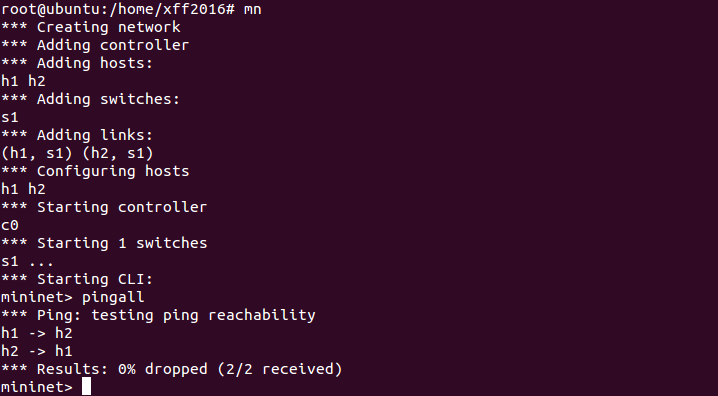 root@ubuntu:/home/xff2016# mn
*** Creating network
*** Adding controller
*** Adding hosts:
h1 h2
*** Adding switches:
s1
*** Adding links:
(h1, s1) (h2, s1)
*** Configuring hosts
h1 h2
*** Starting controller
c0
*** Starting 1 switches
s1 ...
*** Starting CLI:
mininet> pingall
*** Ping: testing ping reachability
h1 -> h2
h2 -> h1
*** Results: 0% dropped (2/2 received)
mininet>